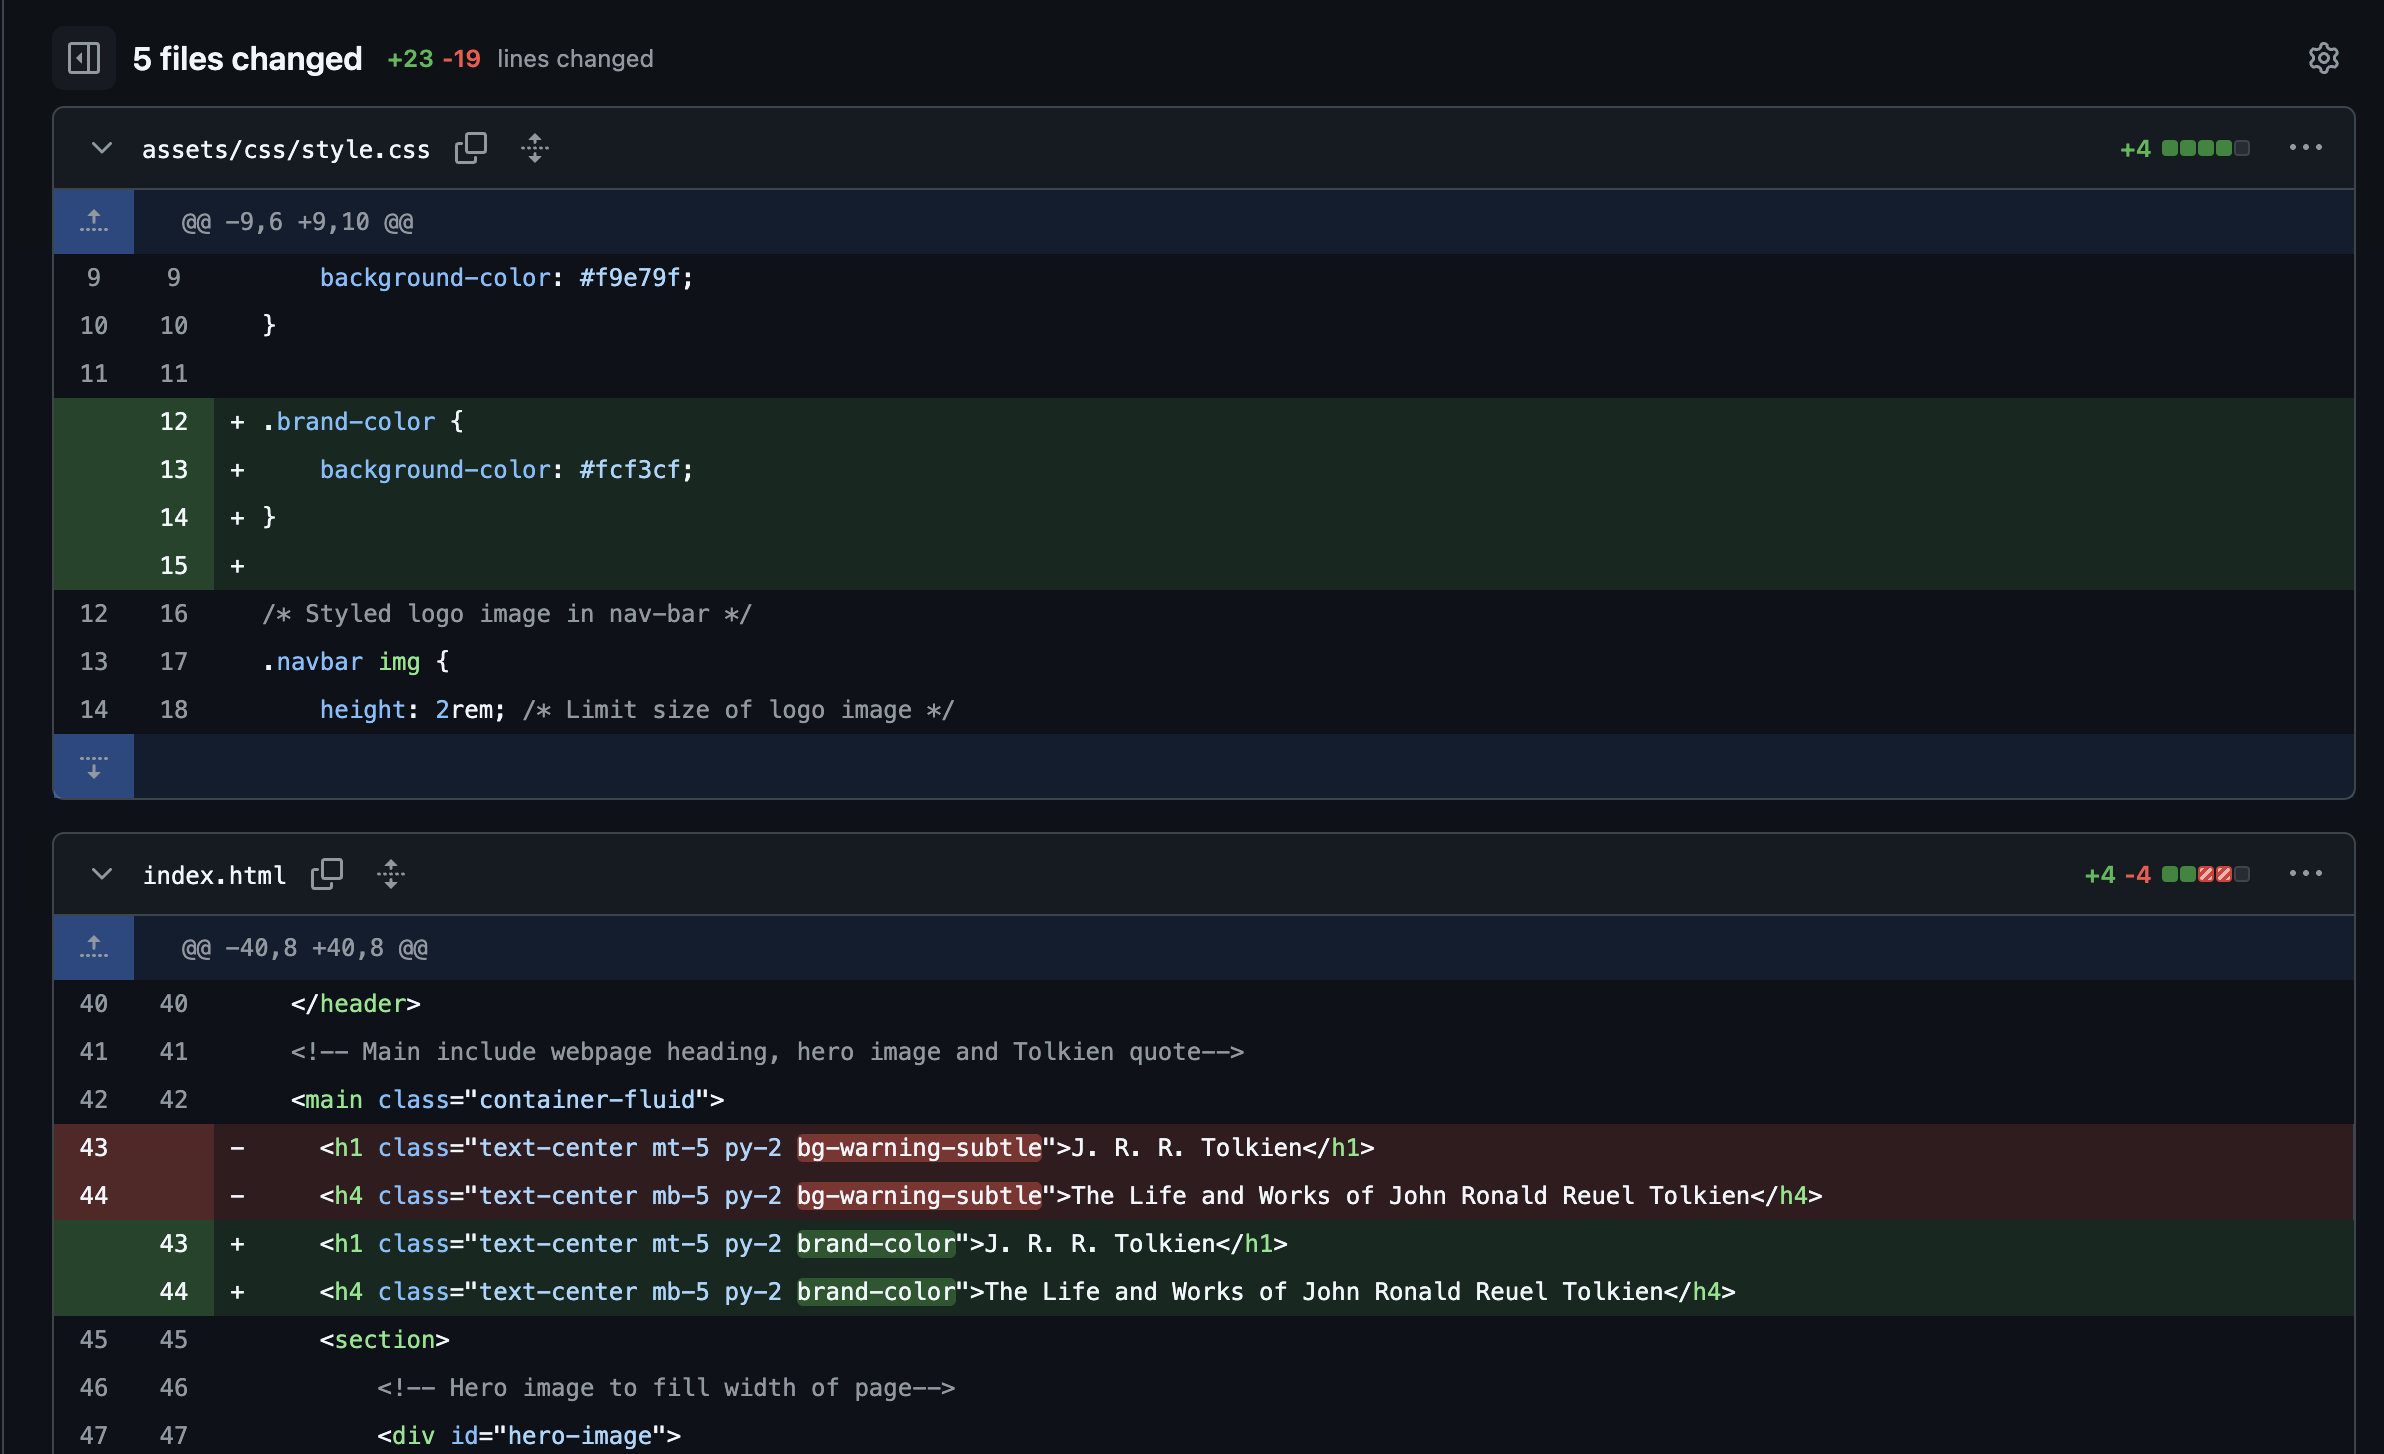 5 files changed +23 -19 lines changed
assets/css/style.css +4
@@ -9,6 +9,10 @@
9 9 background-color: #f9e79f;
10 10 }
11 11
12 + .brand-color {
13 + background-color: #fcf3cf;
14 + }
15 +
12 16 /* Styled logo image in nav-bar */
13 17 .navbar img {
14 18 height: 2rem; /* Limit size of logo image */
index.html +4 -4
@@ -40,8 +40,8 @@
40 40 </header>
41 41 <!-- Main include webpage heading, hero image and Tolkien quote-->
42 42 <main class="container-fluid">
43 - <h1 class="text-center mt-5 py-2 bg-warning-subtle">J. R. R. Tolkien</h1>
44 - <h4 class="text-center mb-5 py-2 bg-warning-subtle">The Life and Works of John Ronald Reuel Tolkien</h4>
43 + <h1 class="text-center mt-5 py-2 brand-color">J. R. R. Tolkien</h1>
44 + <h4 class="text-center mb-5 py-2 brand-color">The Life and Works of John Ronald Reuel Tolkien</h4>
45 45 <section>
46 46 <!-- Hero image to fill width of page-->
47 47 <div id="hero-image">